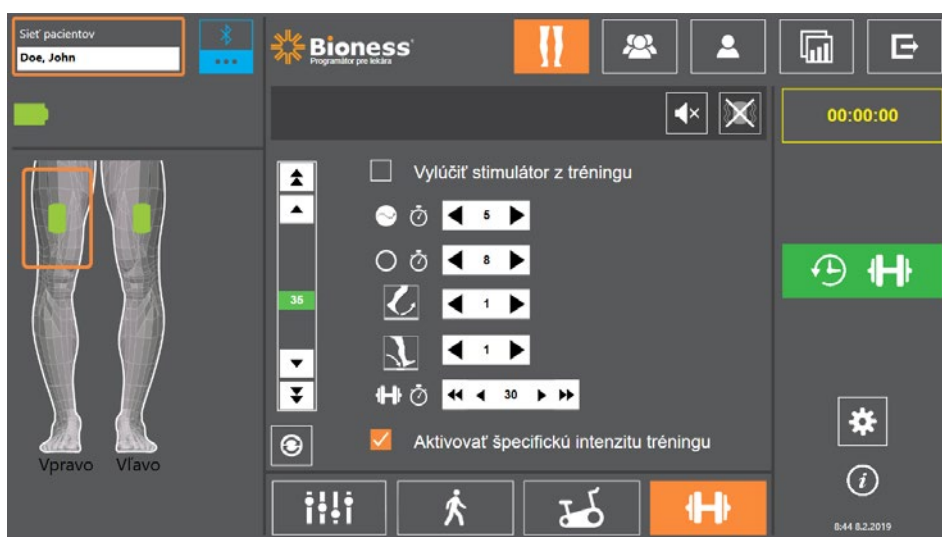 Sieť pacientov
Doe, John
Bioness
Programátor pre lekára
00:00:00
Vylúčiť stimulátor z tréningu
5
8
35
1
1
30
Aktivovať špecifickú intenzitu tréningu
Vpravo Vľavo
i
8:44 8.2.2019